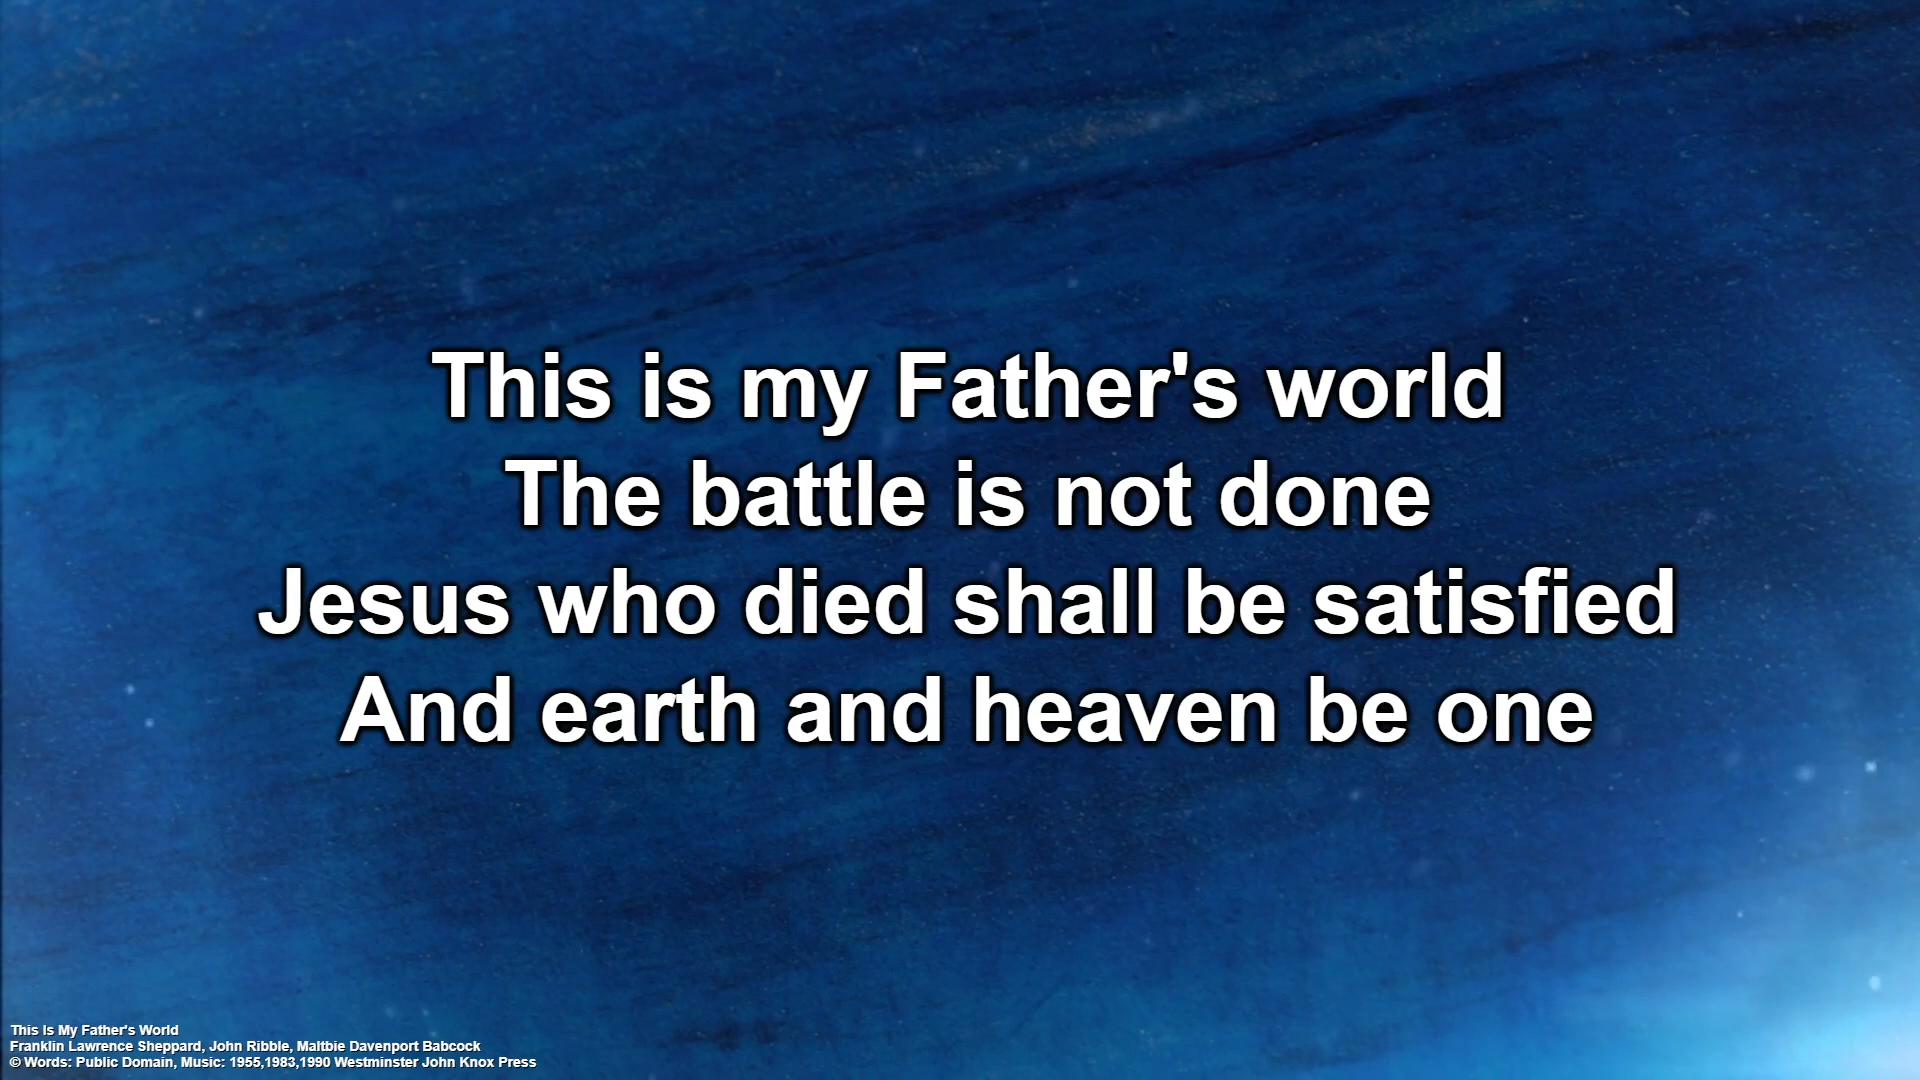 This is my Father's world
The battle is not done
Jesus who died shall be satisfied
And earth and heaven be one
This Is My Father's World
Franklin Lawrence Sheppard, John Ribble, Maltbie Davenport Babcock
© Words: Public Domain, Music: 1955,1983,1990 Westminster John Knox Press